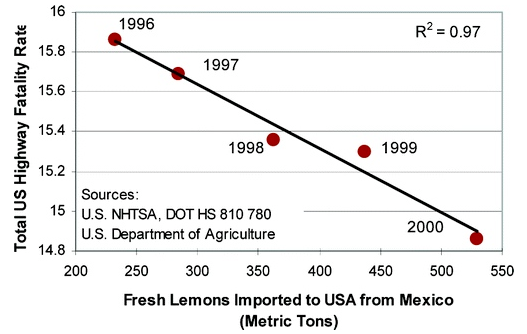 Total US Highway Fatality Rate
16
15.8
15.6
15.4
15.2
15
14.8
1996
R² = 0.97
1997
1998
1999
2000
Sources:
U.S. NHTSA, DOT HS 810 780
U.S. Department of Agriculture
200 250 300 350 400 450 500 550
Fresh Lemons Imported to USA from Mexico
(Metric Tons)